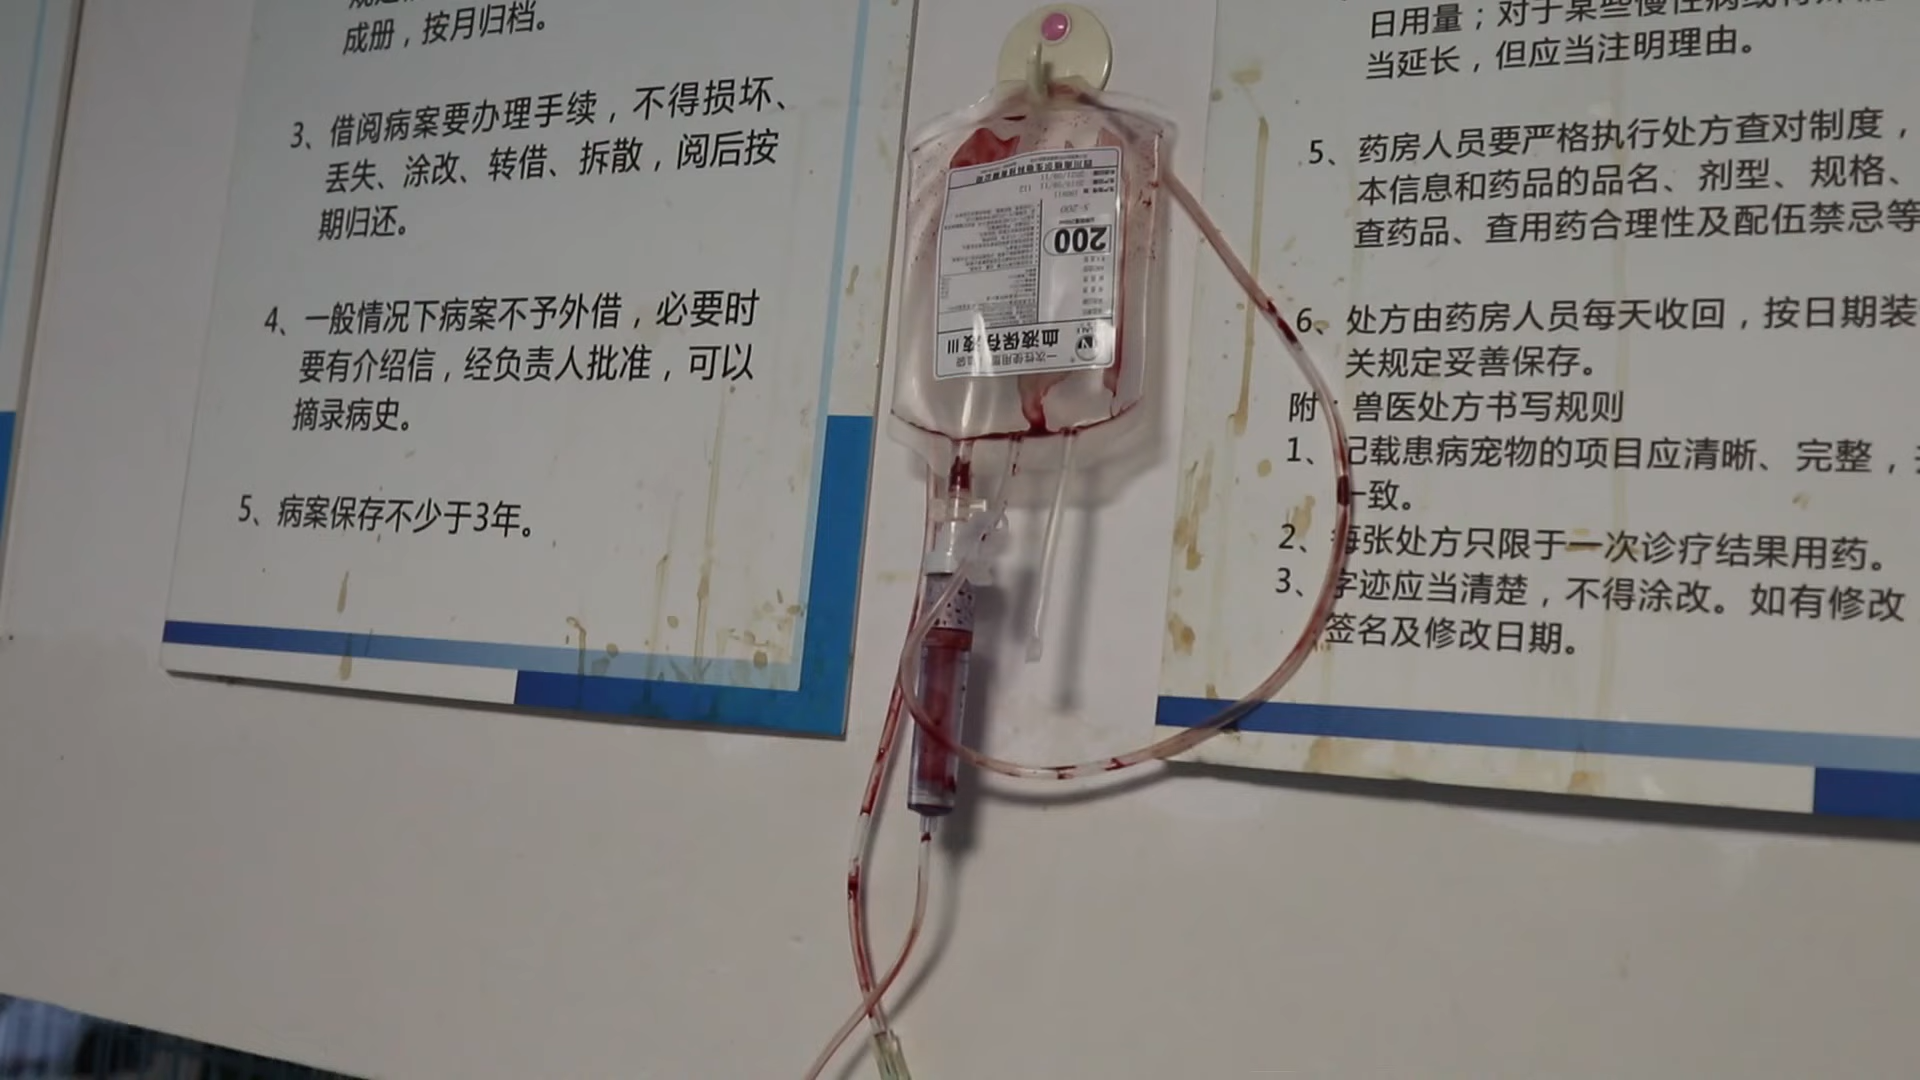 成册，按月归档。
3、借阅病案要办理手续，不得损坏、
丢失、涂改、转借、拆散，阅后按
期归还。
4、一般情况下病案不予外借，必要时
要有介绍信，经负责人批准，可以
摘录病史。
5、病案保存不少于3年。
一次性使用
血液保存液III
200
S-200
日用量；对于某些慢性病
当延长，但应当注明理由。
5、药房人员要严格执行处方查对制度，
本信息和药品的品名、剂型、规格、
查药品、查用药合理性及配伍禁忌等
6、处方由药房人员每天收回，按日期装
关规定妥善保存。
附：兽医处方书写规则
1、记载患病宠物的项目应清晰、完整，
一致。
2、每张处方只限于一次诊疗结果用药。
3、字迹应当清楚，不得涂改。如有修改
签名及修改日期。